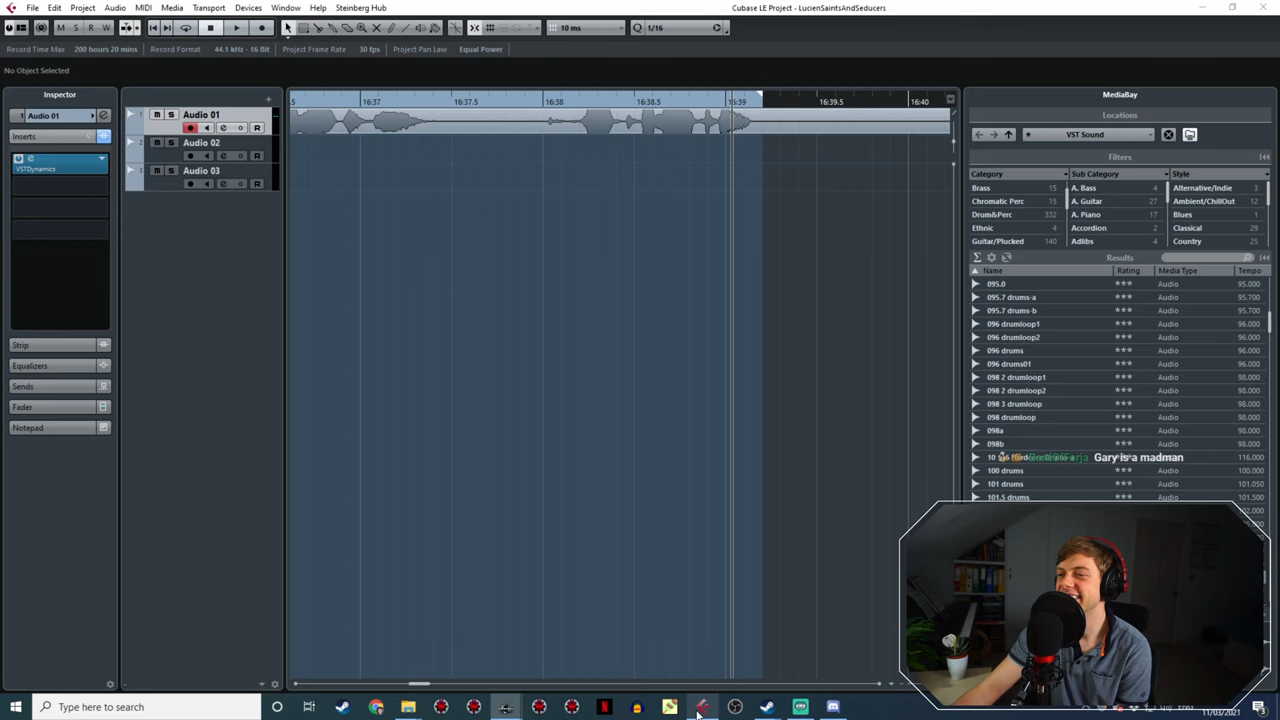 File Edit Project Audio MIDI Media Transport Devices Window Steinberg Hub
Cubase LE Project - LucienSaintsAndSeducers
M S R W 10 ms Q 1/16
Record Time Max 200 hours 20 mins Record Format 44.1 kHz - 16 Bit Project Frame Rate 30 fps Project Pan Law Equal Power
No Object Selected
Inspector
1 Audio 01
Inserts
VSTDynamics
Strip
Equalizers
Sends
Fader
Notepad
1 M S Audio 01
R
2 M S Audio 02
R
3 M S Audio 03
R
16:37 16:37.5 16:38 16:38.5 16:39 16:39.5 16:40
MediaBay
Locations
VST Sound
Filters
Category Sub Category Style
Brass 15 A. Bass 4 Alternative/Indie 3
Chromatic Perc 15 A. Guitar 27 Ambient/ChillOut 12
Drum&Perc 332 A. Piano 17 Blues 1
Ethnic 4 Accordion 2 Classical 29
Guitar/Plucked 140 Adlibs 4 Country 25
Results
Name Rating Media Type Tempo
095.0 *** Audio 95.000
095.7 drums-a *** Audio 95.700
095.7 drums-b *** Audio 95.700
096 drumloop1 *** Audio 96.000
096 drumloop2 *** Audio 96.000
096 drums *** Audio 96.000
096 drums01 *** Audio 96.000
098 2 drumloop1 *** Audio 98.000
098 2 drumloop2 *** Audio 98.000
098 3 drumloop *** Audio 98.000
098 drumloop *** Audio 98.000
098a *** Audio 98.000
098b *** Audio 98.000
Gary is a madman
116.000
100 drums *** Audio 100.000
101 drums *** Audio 101.050
101.5 drums *** Audio 101.500
Type here to search
ENG
11/03/2021